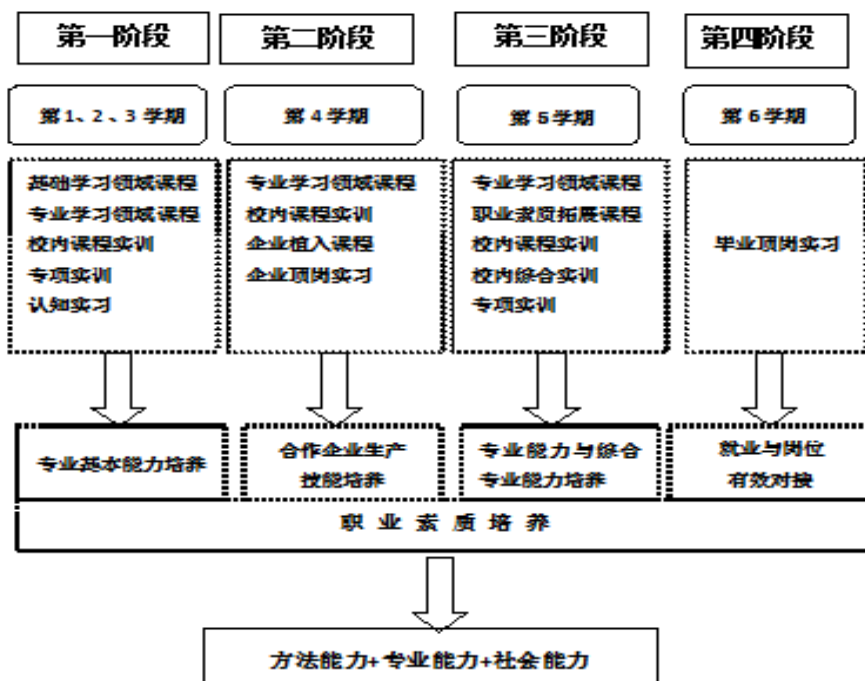 第一阶段
第二阶段
第三阶段
第四阶段
第1、2、3学期
第4学期
第5学期
第6学期
基础学习领域课程
专业学习领域课程
校内课程实训
专项实训
认知实习
专业学习领域课程
校内课程实训
企业植入课程
企业顶岗实习
专业学习领域课程
职业素质拓展课程
校内课程实训
校内综合实训
专项实训
毕业顶岗实习
专业基本能力培养
合作企业生产
技能培养
专业能力与综合
专业能力培养
就业与岗位
有效对接
职业素质培养
方法能力+专业能力+社会能力